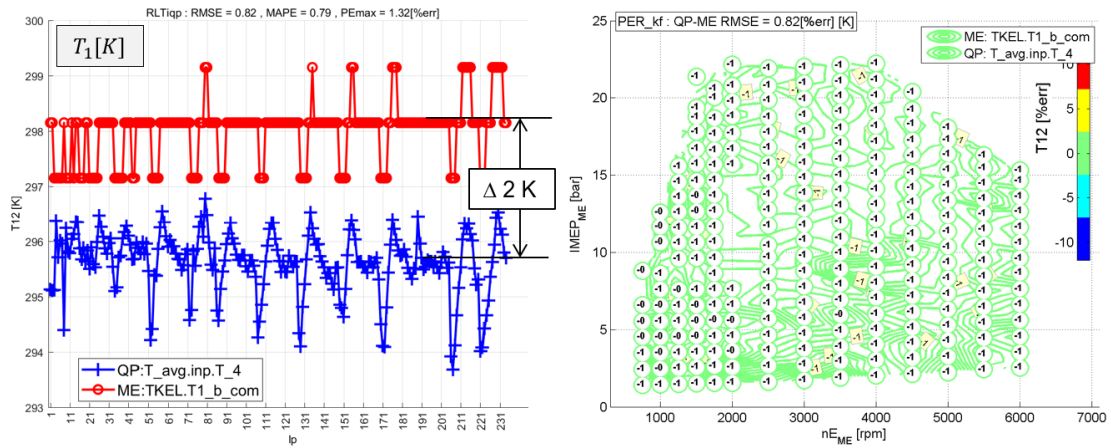 RLTiqp : RMSE = 0.82 , MAPE = 0.79 , PEmax = 1.32[%err]
T₁[K]
Δ 2 K
T12 [K]
300
299
298
297
296
295
294
293
QP:T_avg.inp.T_4
ME:TKEL.T1_b_com
1 11 21 31 41 51 61 71 81 91 101 111 121 131 141 151 161 171 181 191 201 211 221 231
Ip
PER_kf : QP-ME RMSE = 0.82[%err] [K]
ME: TKEL.T1_b_com
QP: T_avg.inp.T_4
IMEP_ME [bar]
25
20
15
10
5
0
1000 2000 3000 4000 5000 6000 7000
nE_ME [rpm]
T12 [%err]
10
5
0
-5
-10